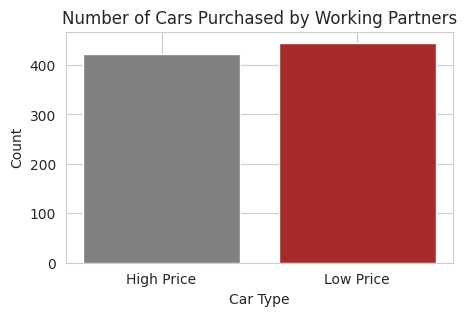 Number of Cars Purchased by Working Partners
400
300
200
100
0
Count
High Price
Low Price
Car Type